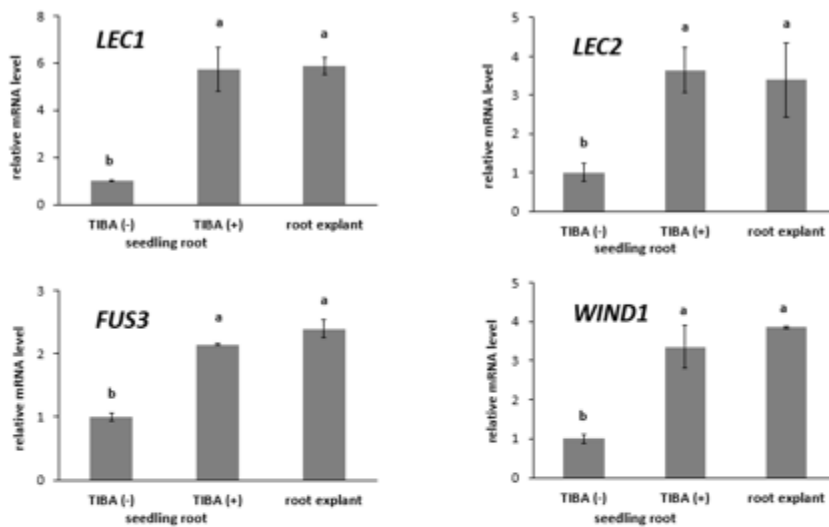 LEC1
relative mRNA level
8
6
4
2
0
a
a
b
TIBA (-) TIBA (+) root explant
seedling root
LEC2
relative mRNA level
5
4
3
2
1
0
a
a
b
TIBA (-) TIBA (+) root explant
seedling root
FUS3
relative mRNA level
3
2
1
0
a
a
b
TIBA (-) TIBA (+) root explant
seedling root
WIND1
relative mRNA level
5
4
3
2
1
0
a
a
b
TIBA (-) TIBA (+) root explant
seedling root